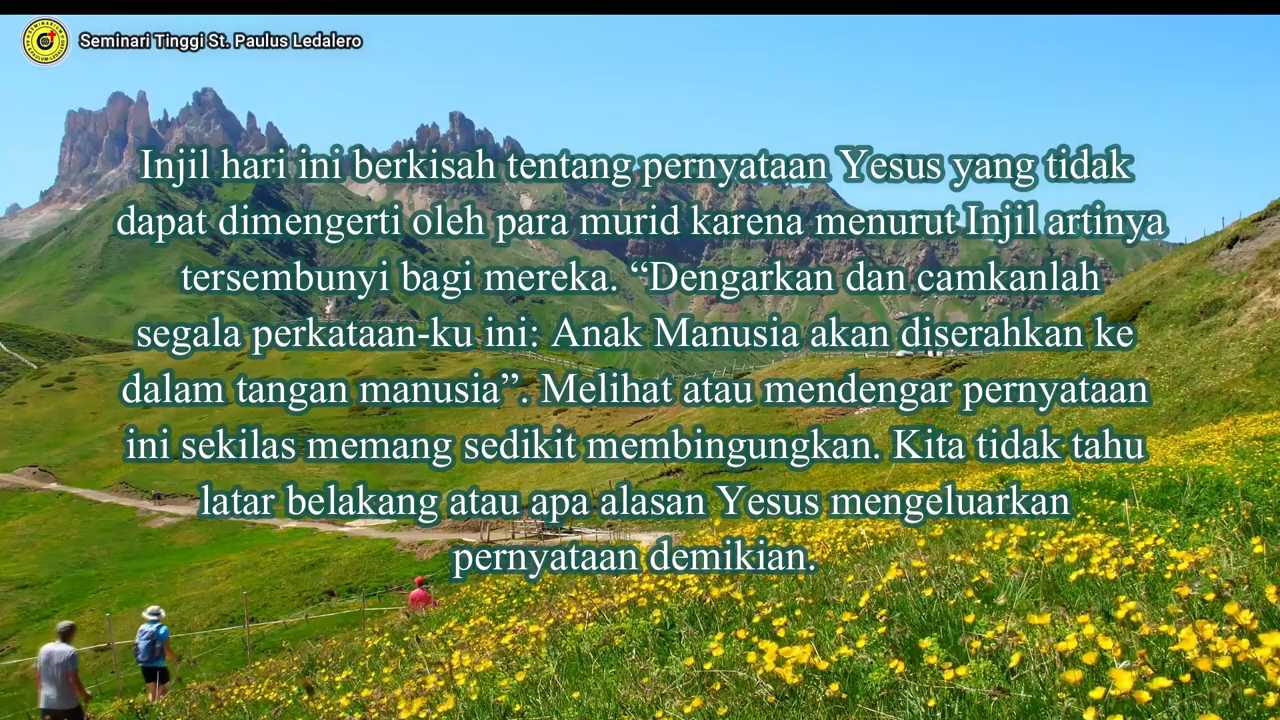 Seminari Tinggi St. Paulus Ledalero
Injil hari ini berkisah tentang pernyataan Yesus yang tidak
dapat dimengerti oleh para murid karena menurut Injil artinya
tersembunyi bagi mereka. “Dengarkan dan camkanlah
segala perkataan-ku ini: Anak Manusia akan diserahkan ke
dalam tangan manusia”. Melihat atau mendengar pernyataan
ini sekilas memang sedikit membingungkan. Kita tidak tahu
latar belakang atau apa alasan Yesus mengeluarkan
pernyataan demikian.